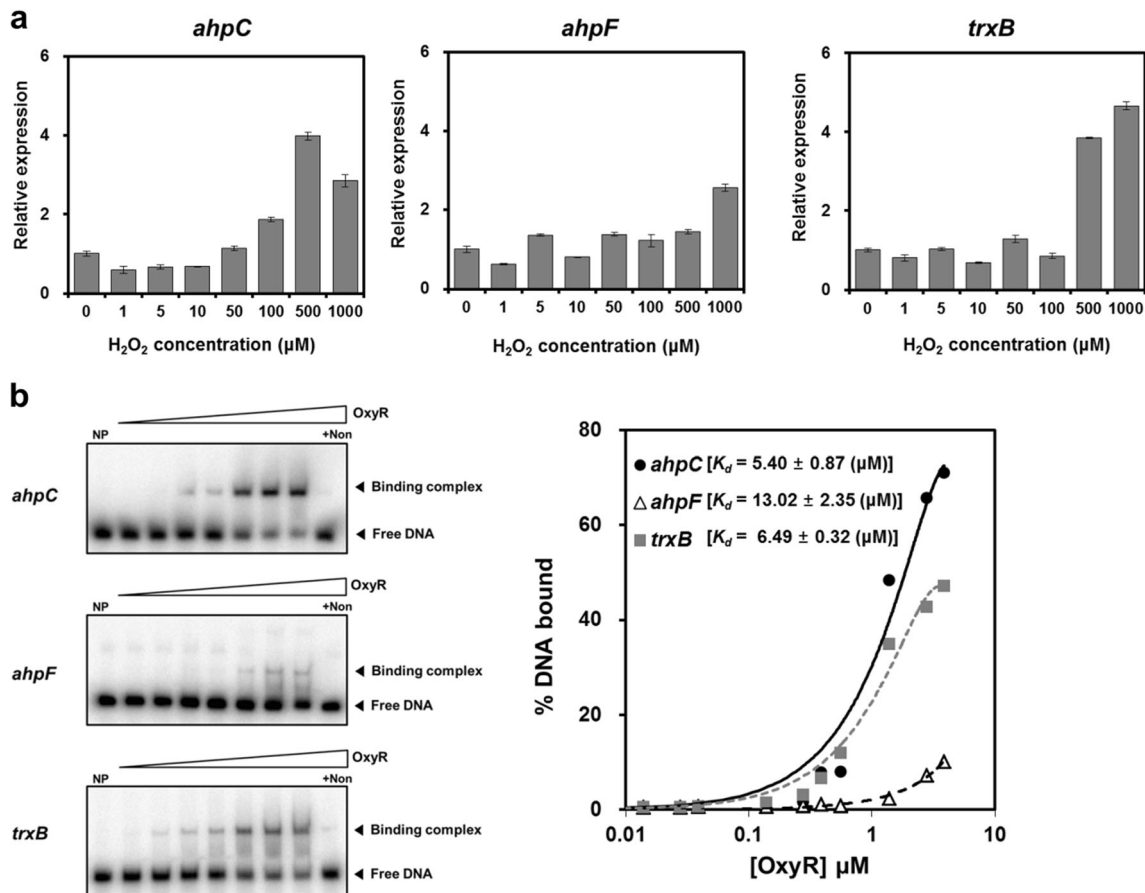 a
ahpC
ahpF
trxB
Relative expression
6
4
2
0
0 1 5 10 50 100 500 1000
H₂O₂ concentration (µM)
Relative expression
6
4
2
0
0 1 5 10 50 100 500 1000
H₂O₂ concentration (µM)
Relative expression
6
4
2
0
0 1 5 10 50 100 500 1000
H₂O₂ concentration (µM)
b
OxyR
NP +Non
ahpC
Binding complex
Free DNA
OxyR
NP +Non
ahpF
Binding complex
Free DNA
OxyR
NP +Non
trxB
Binding complex
Free DNA
% DNA bound
80
60
40
20
0
ahpC [Kd = 5.40 ± 0.87 (µM)]
ahpF [Kd = 13.02 ± 2.35 (µM)]
trxB [Kd = 6.49 ± 0.32 (µM)]
0.01 0.1 1 10
[OxyR] µM